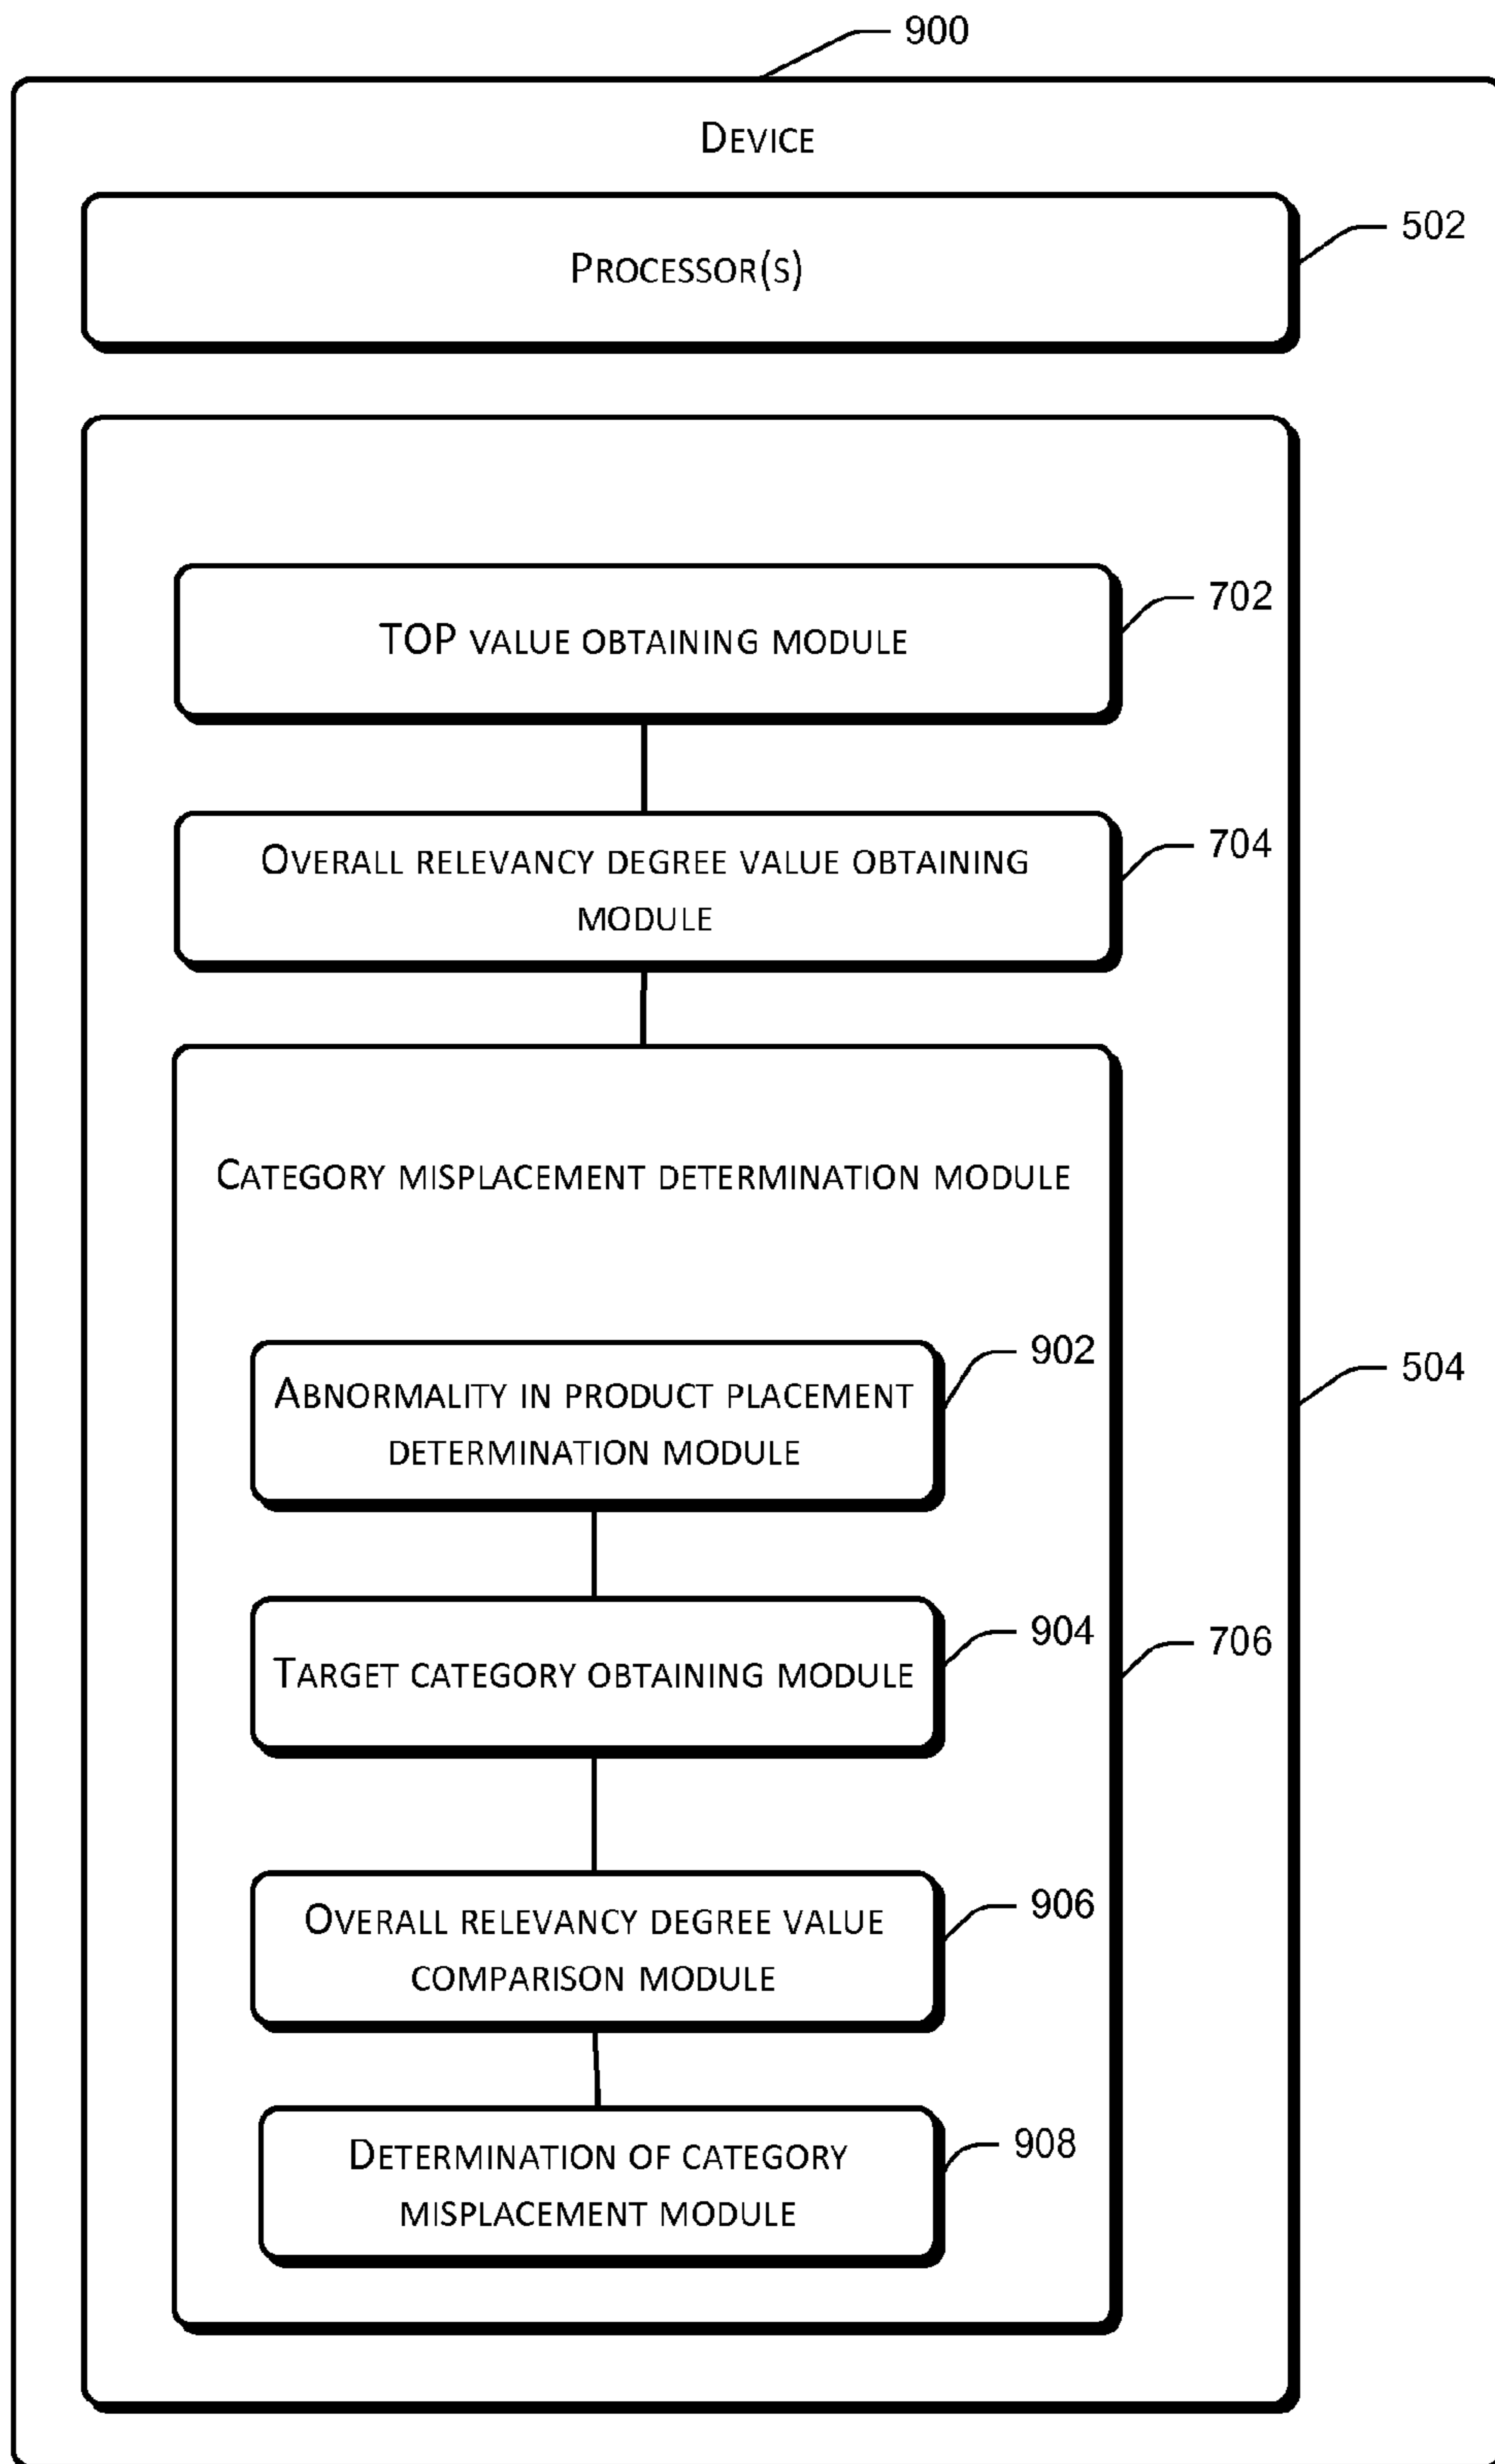 900
DEVICE
PROCESSOR(S)
502
TOP VALUE OBTAINING MODULE
702
OVERALL RELEVANCY DEGREE VALUE OBTAINING
MODULE
704
CATEGORY MISPLACEMENT DETERMINATION MODULE
ABNORMALITY IN PRODUCT PLACEMENT
DETERMINATION MODULE
902
504
TARGET CATEGORY OBTAINING MODULE
904
706
OVERALL RELEVANCY DEGREE VALUE
COMPARISON MODULE
906
DETERMINATION OF CATEGORY
MISPLACEMENT MODULE
908